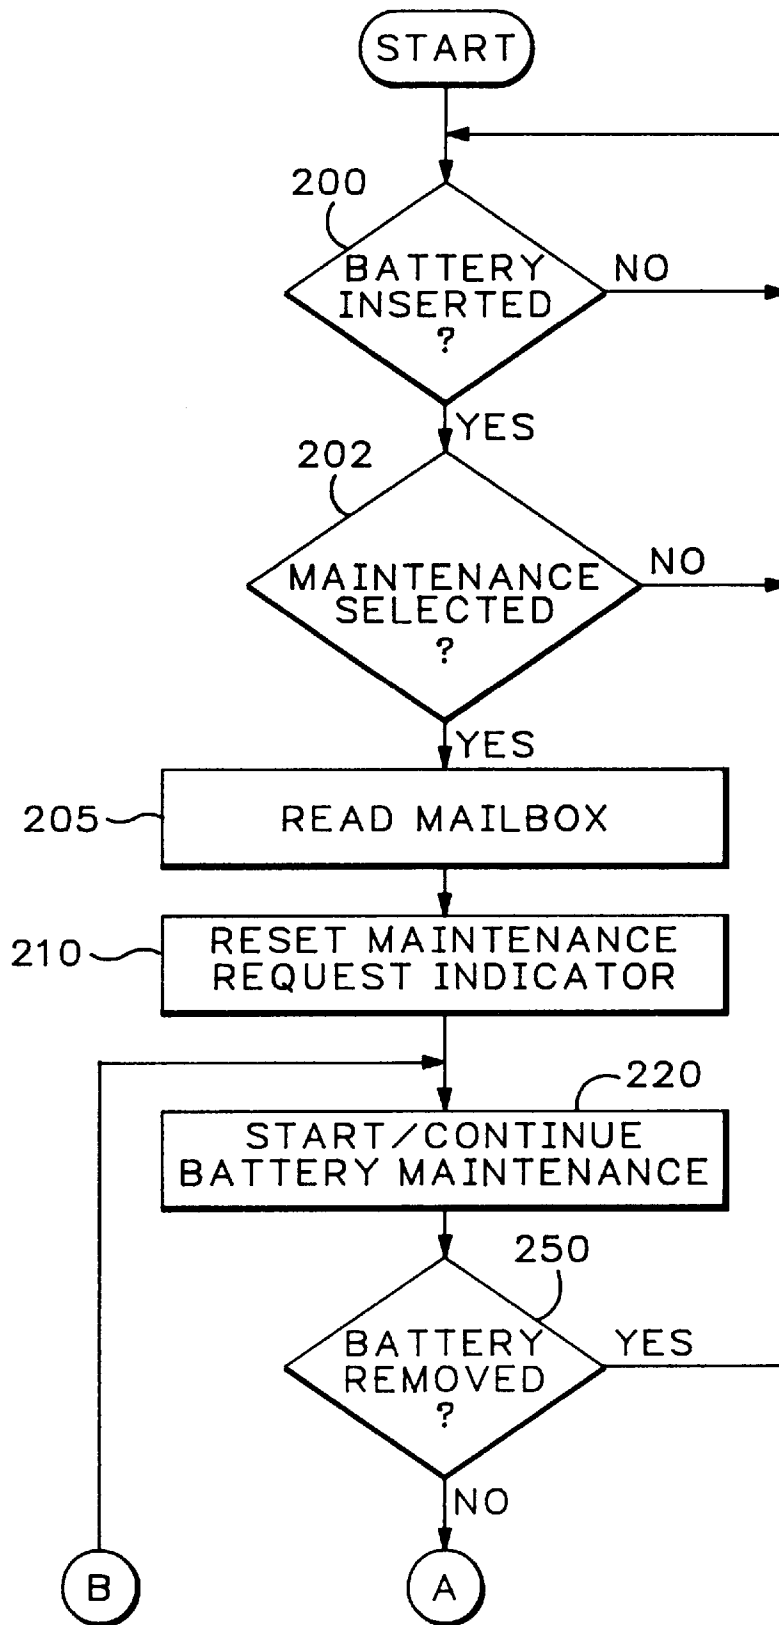 START
200
BATTERY
INSERTED
?
NO
YES
202
MAINTENANCE
SELECTED
?
NO
YES
205
READ MAILBOX
210
RESET MAINTENANCE
REQUEST INDICATOR
220
START/CONTINUE
BATTERY MAINTENANCE
250
BATTERY
REMOVED
?
YES
NO
B
A